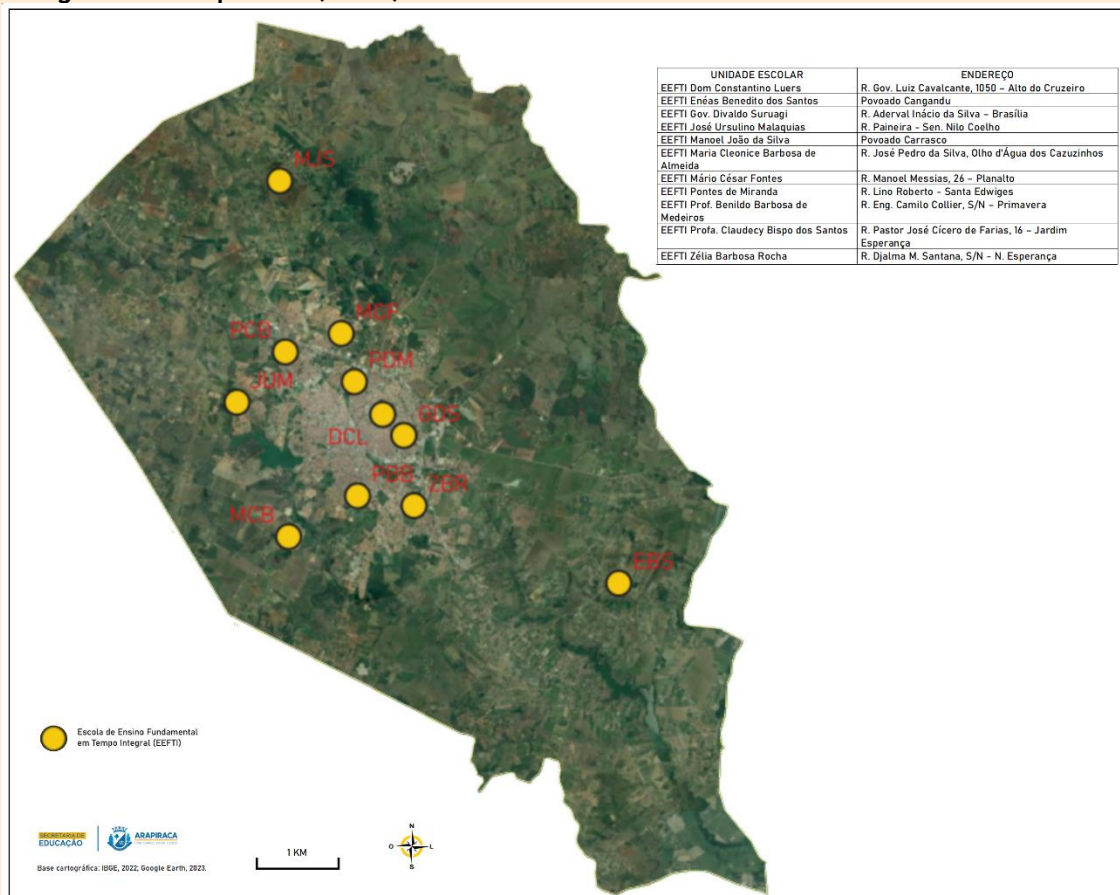 UNIDADE ESCOLAR ENDEREÇO
EEFTI Dom Constantino Luers R. Gov. Luiz Cavalcante, 1050 – Alto do Cruzeiro
EEFTI Enéas Benedito dos Santos Povoado Cangandu
EEFTI Gov. Divaldo Suruagi R. Aderval Inácio da Silva – Brasília
EEFTI José Ursulino Malaquias R. Paineira - Sen. Nilo Coelho
EEFTI Manoel João da Silva Povoado Carrasco
EEFTI Maria Cleonice Barbosa de R. José Pedro da Silva, Olho d'Água dos Cazuzinhos
Almeida
EEFTI Mário César Fontes R. Manoel Messias, 26 – Planalto
EEFTI Pontes de Miranda R. Lino Roberto - Santa Edwiges
EEFTI Prof. Benildo Barbosa de R. Eng. Camilo Collier, S/N – Primavera
Medeiros
EEFTI Profa. Claudecy Bispo dos Santos R. Pastor José Cícero de Farias, 16 – Jardim
Esperança
EEFTI Zélia Barbosa Rocha R. Djalma M. Santana, S/N - N. Esperança
MJS
MCF
PCB
PDM
JUM
GDS
DCL
PBB
ZBR
MCB
EBS
Escola de Ensino Fundamental
em Tempo Integral (EEFTI)
SECRETARIA DE
EDUCAÇÃO
ARAPIRACA
1 KM
N
O L
S
Base cartográfica: IBGE, 2022; Google Earth, 2023.